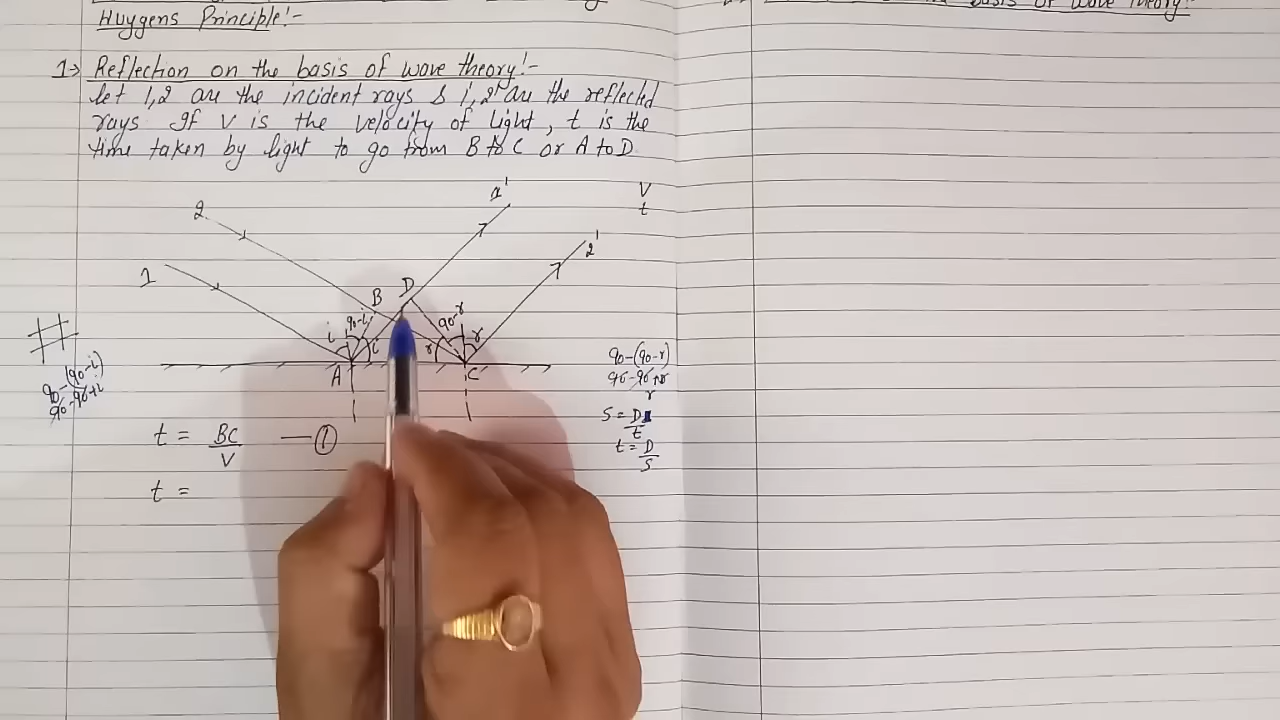 Huygens Principle!-
of wave theory:-
1⇒ Reflection on the basis of wave theory!-
Let 1,2 are the incident rays & 1', 2' are the reflected
rays. If V is the velocity of light, t is the
time taken by light to go from B to C or A to D.
2
1'
V
t
1
2'
B
D
i
90-i
i
r
90-r
r
A
C
90-(90-i)
90-90+i
90-(90-r)
90-90+r
r
S = D
t
t = D
S
t = BC —①
V
t =